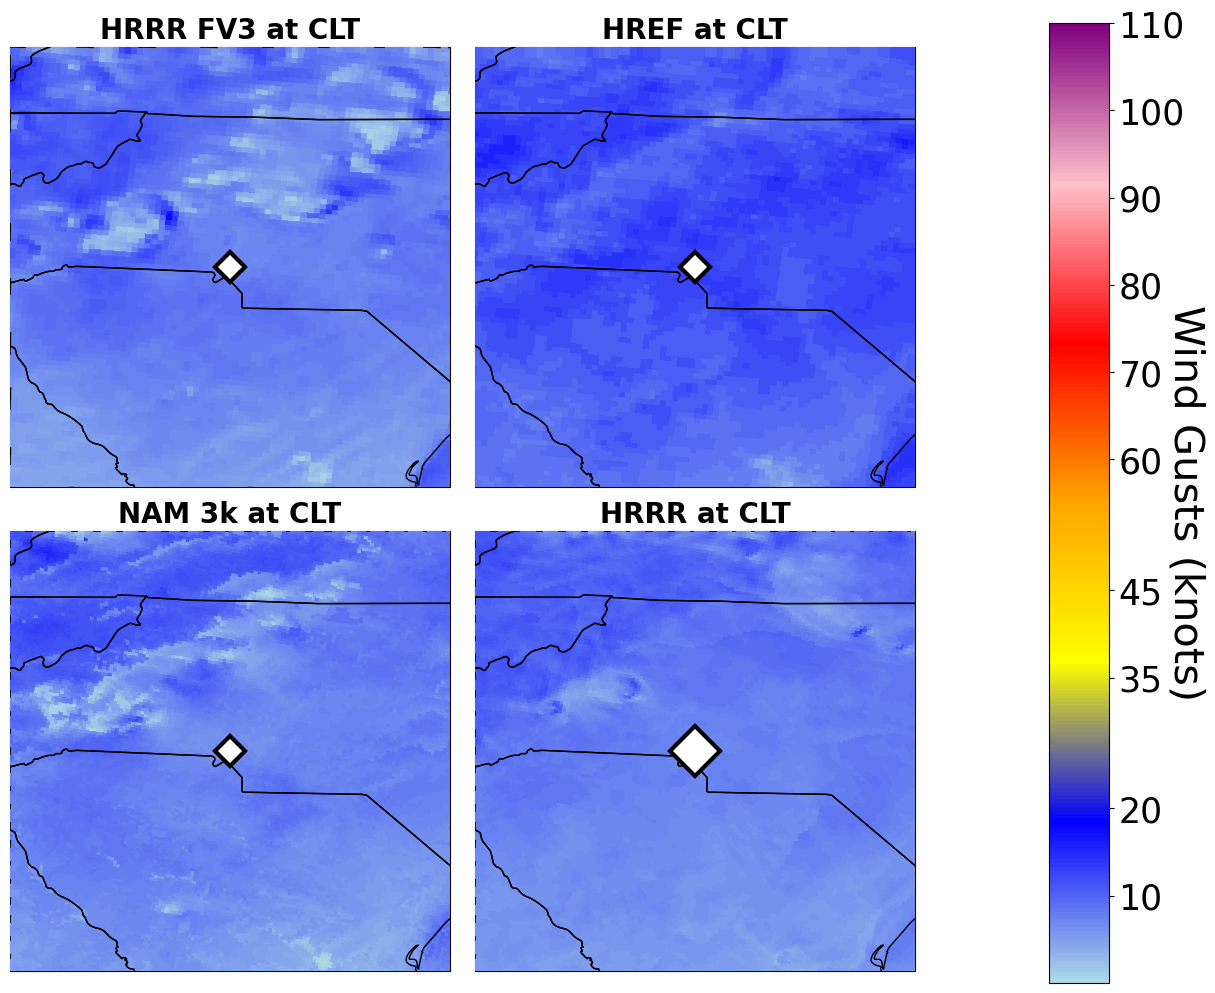 HRRR FV3 at CLT
HREF at CLT
NAM 3k at CLT
HRRR at CLT
110
100
90
80
70
60
45
35
20
10
Wind Gusts (knots)